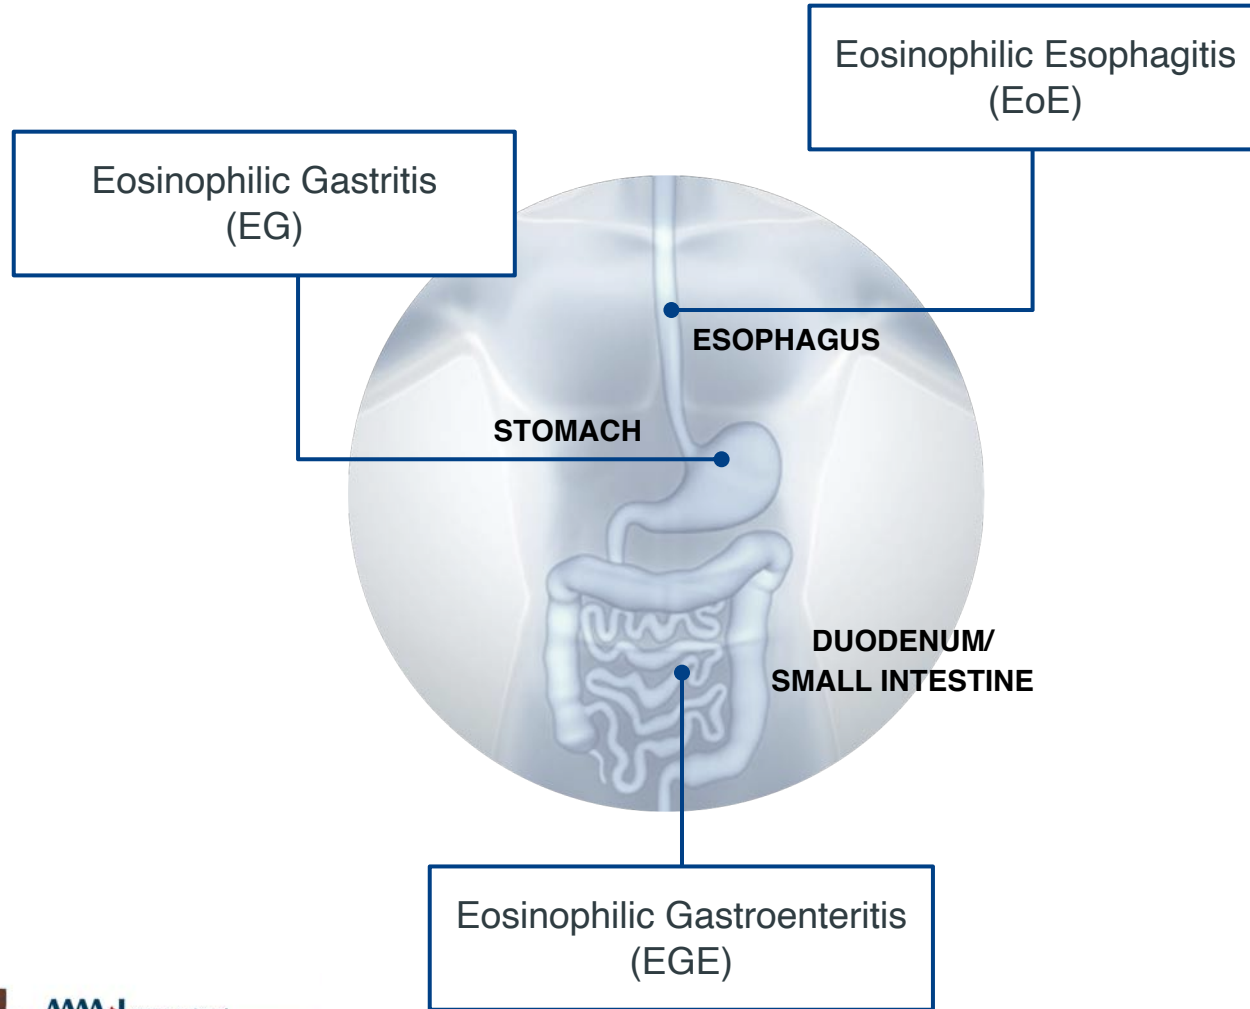 Eosinophilic Esophagitis
(EoE)
Eosinophilic Gastritis
(EG)
ESOPHAGUS
STOMACH
DUODENUM/
SMALL INTESTINE
Eosinophilic Gastroenteritis
(EGE)